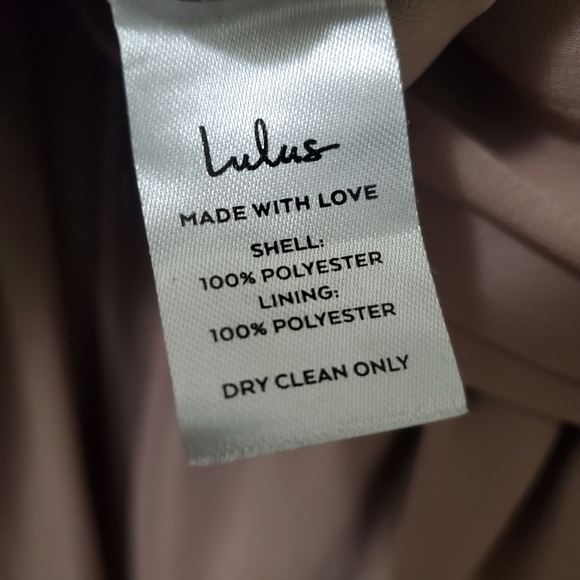 Lulus
MADE WITH LOVE
SHELL:
100% POLYESTER
LINING:
100% POLYESTER
DRY CLEAN ONLY